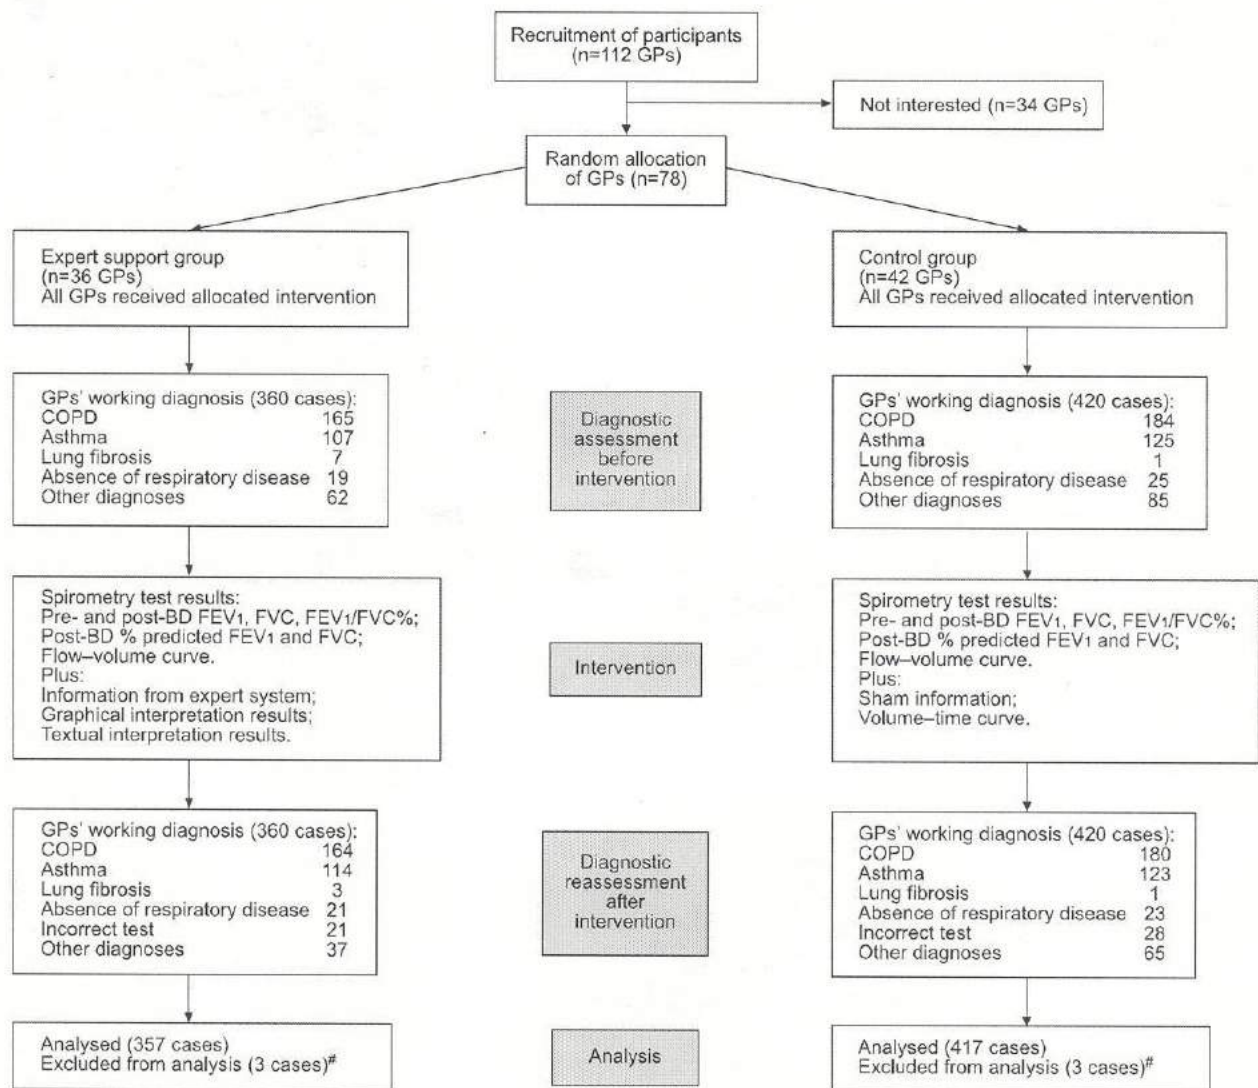 Recruitment of participants
(n=112 GPs)
Not interested (n=34 GPs)
Random allocation
of GPs (n=78)
Expert support group
(n=36 GPs)
All GPs received allocated intervention
Control group
(n=42 GPs)
All GPs received allocated intervention
GPs' working diagnosis (360 cases):
COPD 165
Asthma 107
Lung fibrosis 7
Absence of respiratory disease 19
Other diagnoses 62
Diagnostic
assessment
before
intervention
GPs' working diagnosis (420 cases):
COPD 184
Asthma 125
Lung fibrosis 1
Absence of respiratory disease 25
Other diagnoses 85
Spirometry test results:
Pre- and post-BD FEV1, FVC, FEV1/FVC%;
Post-BD % predicted FEV1 and FVC;
Flow–volume curve.
Plus:
Information from expert system;
Graphical interpretation results;
Textual interpretation results.
Intervention
Spirometry test results:
Pre- and post-BD FEV1, FVC, FEV1/FVC%;
Post-BD % predicted FEV1 and FVC;
Flow–volume curve.
Plus:
Sham information;
Volume–time curve.
GPs' working diagnosis (360 cases):
COPD 164
Asthma 114
Lung fibrosis 3
Absence of respiratory disease 21
Incorrect test 21
Other diagnoses 37
Diagnostic
reassessment
after
intervention
GPs' working diagnosis (420 cases):
COPD 180
Asthma 123
Lung fibrosis 1
Absence of respiratory disease 23
Incorrect test 28
Other diagnoses 65
Analysed (357 cases)
Excluded from analysis (3 cases)#
Analysis
Analysed (417 cases)
Excluded from analysis (3 cases)#